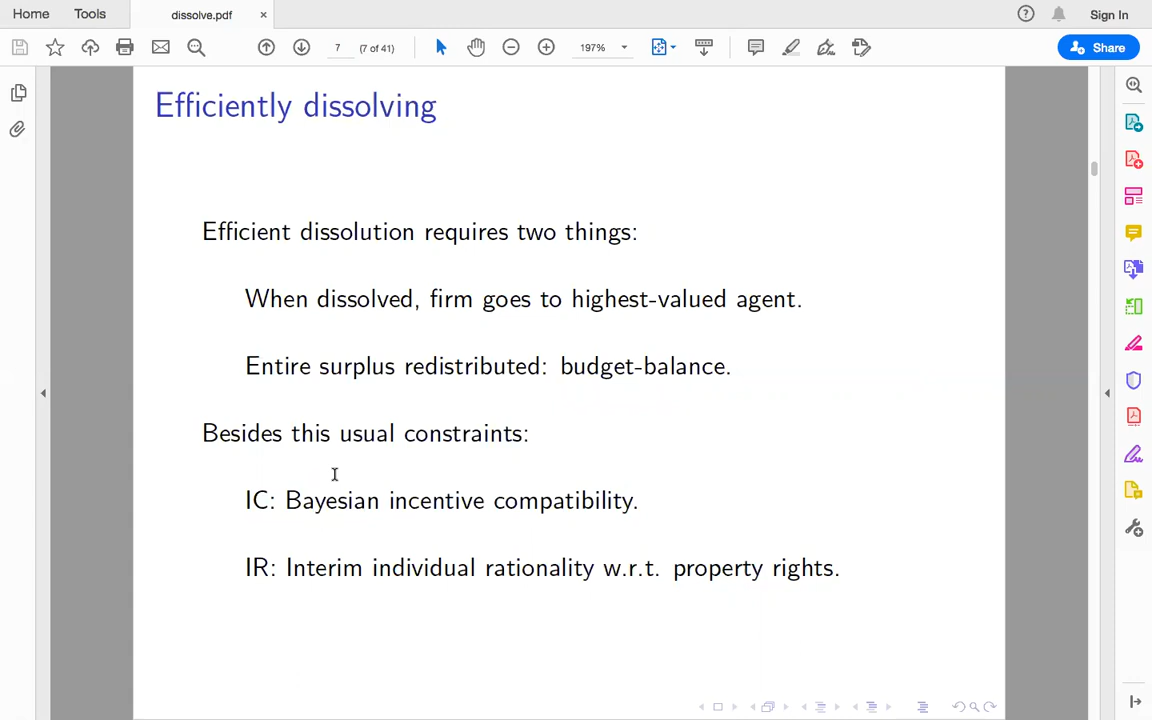 Home
Tools
dissolve.pdf
×
Sign In
7
(7 of 41)
197%
Share
Efficiently dissolving
Efficient dissolution requires two things:
When dissolved, firm goes to highest-valued agent.
Entire surplus redistributed: budget-balance.
Besides this usual constraints:
IC: Bayesian incentive compatibility.
IR: Interim individual rationality w.r.t. property rights.